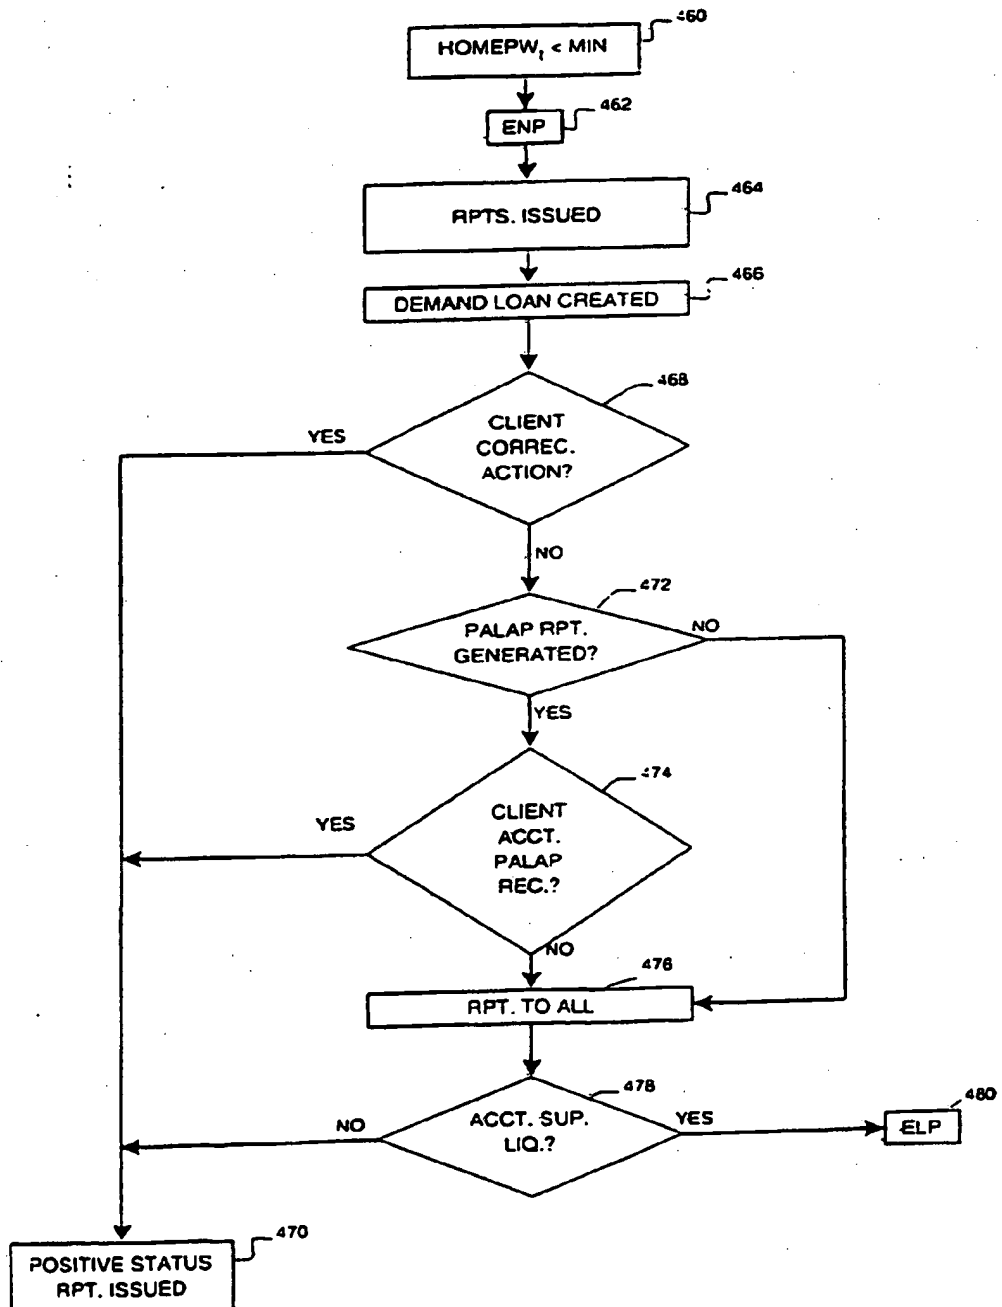 460
HOMEPWₜ < MIN
462
ENP
464
RPTS. ISSUED
466
DEMAND LOAN CREATED
468
CLIENT
CORREC.
ACTION?
YES
NO
472
PALAP RPT.
GENERATED?
NO
YES
474
CLIENT
ACCT.
PALAP
REC.?
YES
NO
476
RPT. TO ALL
478
ACCT. SUP.
LIQ.?
NO
YES
480
ELP
470
POSITIVE STATUS
RPT. ISSUED